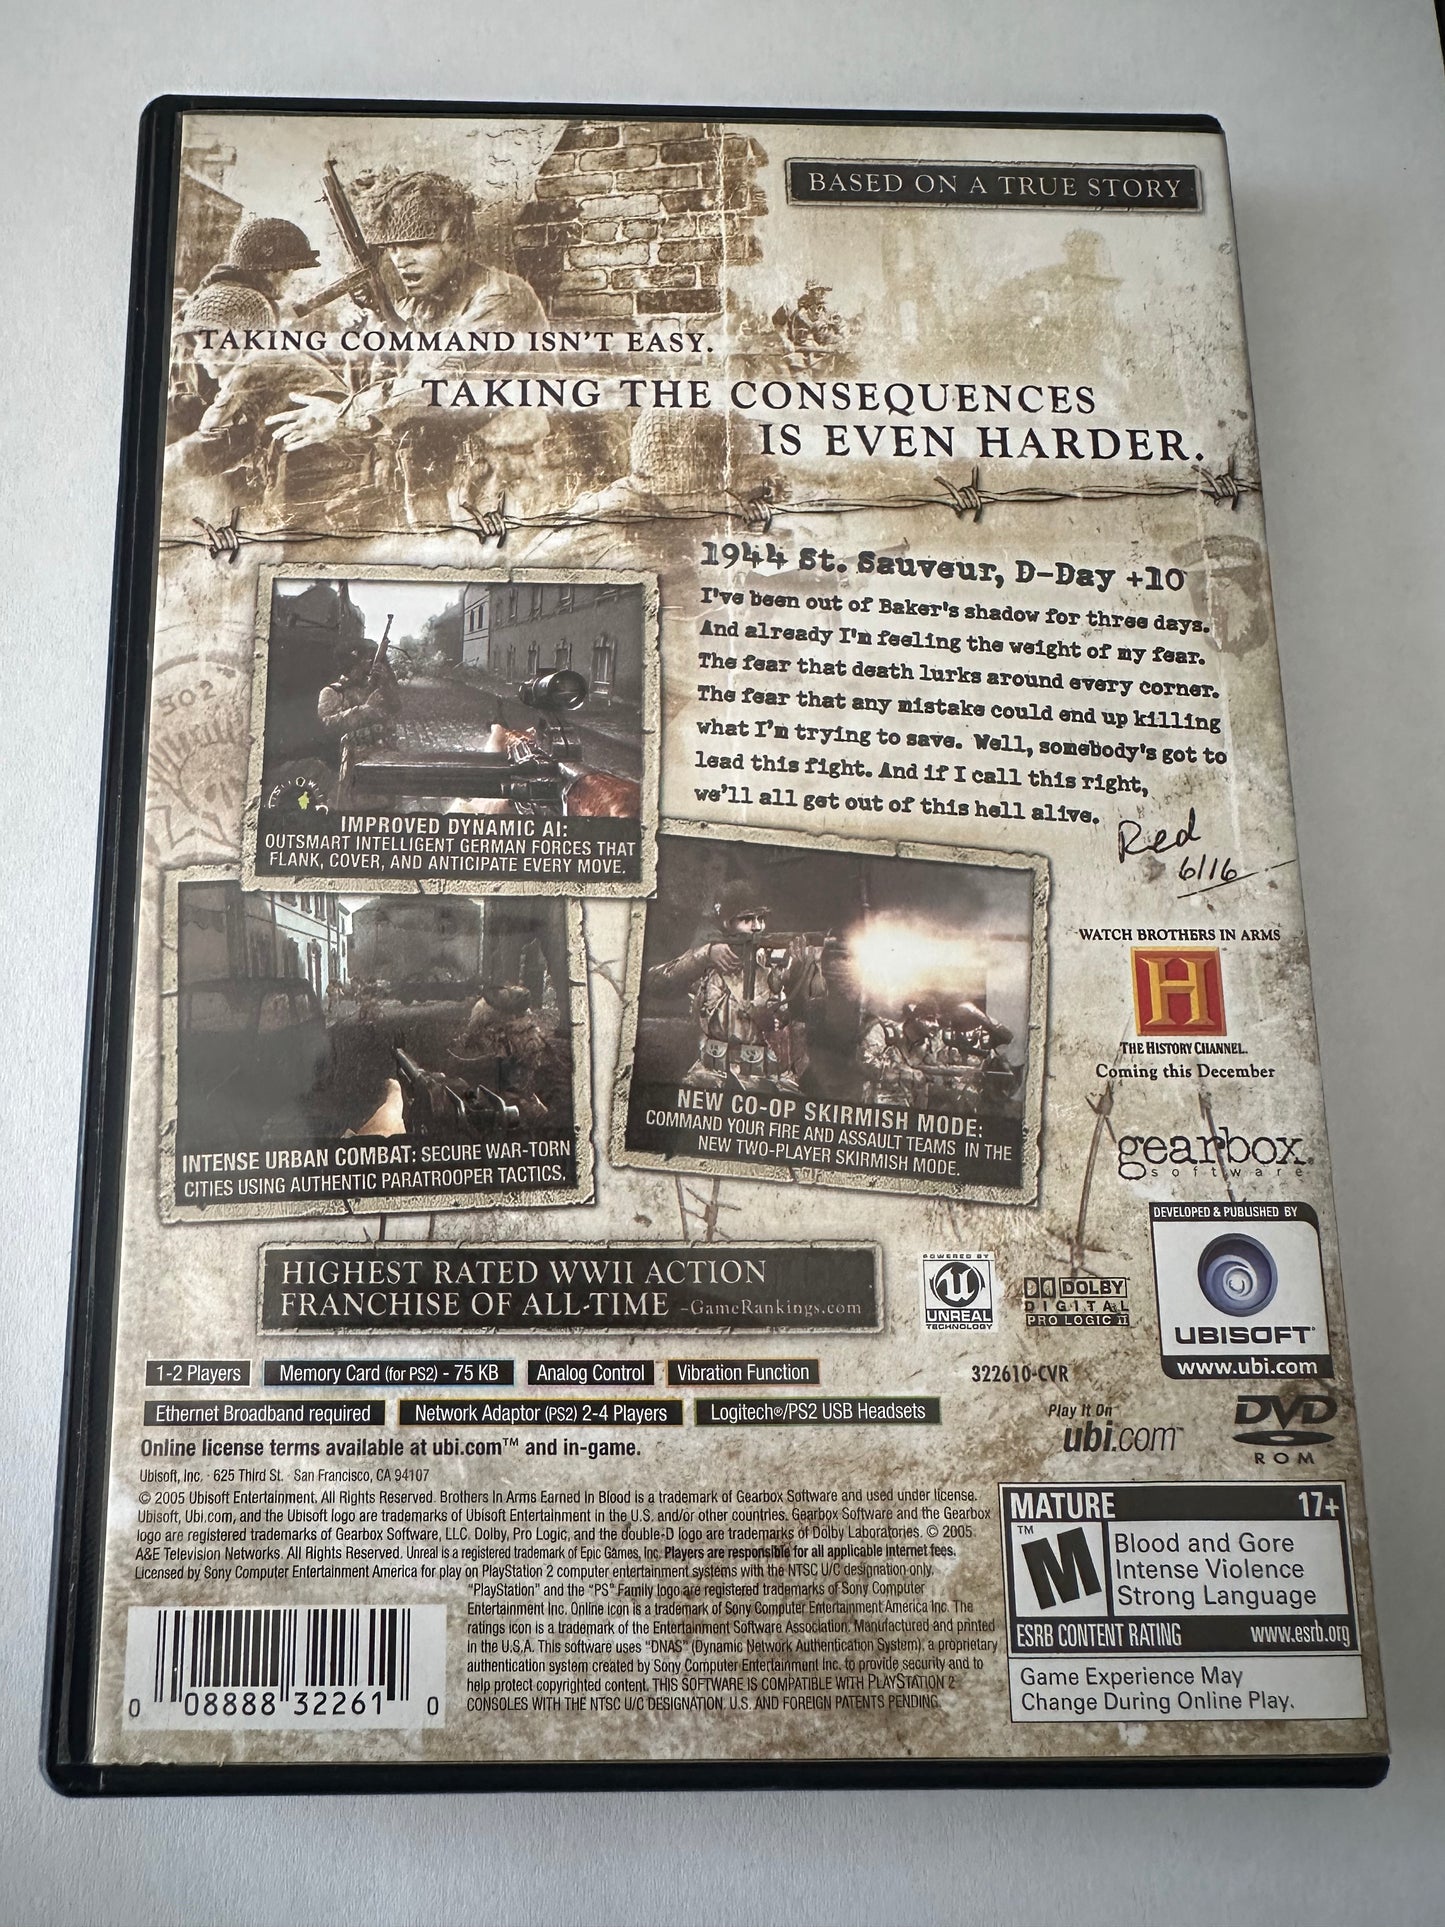 BASED ON A TRUE STORY
TAKING COMMAND ISN'T EASY.
TAKING THE CONSEQUENCES
IS EVEN HARDER.
1944 St. Sauveur, D-Day +10
I've been out of Baker's shadow for three days.
And already I'm feeling the weight of my fear.
The fear that death lurks around every corner.
The fear that any mistake could end up killing
what I'm trying to save. Well, somebody's got to
lead this fight. And if I call this right,
we'll all get out of this hell alive.
Red
6/16
IMPROVED DYNAMIC AI:
OUTSMART INTELLIGENT GERMAN FORCES THAT
FLANK, COVER, AND ANTICIPATE EVERY MOVE.
INTENSE URBAN COMBAT: SECURE WAR-TORN
CITIES USING AUTHENTIC PARATROOPER TACTICS.
NEW CO-OP SKIRMISH MODE:
COMMAND YOUR FIRE AND ASSAULT TEAMS IN THE
NEW TWO-PLAYER SKIRMISH MODE.
WATCH BROTHERS IN ARMS
H
THE HISTORY CHANNEL.
Coming this December
gearbox
software
DEVELOPED & PUBLISHED BY
UBISOFT
www.ubi.com
HIGHEST RATED WWII ACTION
FRANCHISE OF ALL-TIME -GameRankings.com
POWERED BY
UNREAL
TECHNOLOGY
DOLBY
DIGITAL
PRO LOGIC II
1-2 Players
Memory Card (for PS2) - 75 KB
Analog Control
Vibration Function
322610-CVR
Ethernet Broadband required
Network Adaptor (PS2) 2-4 Players
Logitech®/PS2 USB Headsets
Play It On
ubi.com™
DVD
ROM
Online license terms available at ubi.com™ and in-game.
Ubisoft, Inc. · 625 Third St. · San Francisco, CA 94107
© 2005 Ubisoft Entertainment. All Rights Reserved. Brothers In Arms Earned In Blood is a trademark of Gearbox Software and used under license.
Ubisoft, Ubi.com, and the Ubisoft logo are trademarks of Ubisoft Entertainment in the U.S. and/or other countries. Gearbox Software and the Gearbox
logo are registered trademarks of Gearbox Software, LLC. Dolby, Pro Logic, and the double-D logo are trademarks of Dolby Laboratories. © 2005
A&E Television Networks. All Rights Reserved. Unreal is a registered trademark of Epic Games, Inc. Players are responsible for all applicable Internet fees.
Licensed by Sony Computer Entertainment America for play on PlayStation 2 computer entertainment systems with the NTSC U/C designation only.
"PlayStation" and the "PS" Family logo are registered trademarks of Sony Computer
Entertainment Inc. Online icon is a trademark of Sony Computer Entertainment America Inc. The
ratings icon is a trademark of the Entertainment Software Association. Manufactured and printed
in the U.S.A. This software uses "DNAS" (Dynamic Network Authentication System), a proprietary
authentication system created by Sony Computer Entertainment Inc. to provide security and to
help protect copyrighted content. THIS SOFTWARE IS COMPATIBLE WITH PLAYSTATION 2
CONSOLES WITH THE NTSC U/C DESIGNATION. U.S. AND FOREIGN PATENTS PENDING.
0 08888 32261 0
MATURE 17+
M™
Blood and Gore
Intense Violence
Strong Language
ESRB CONTENT RATING www.esrb.org
Game Experience May
Change During Online Play.